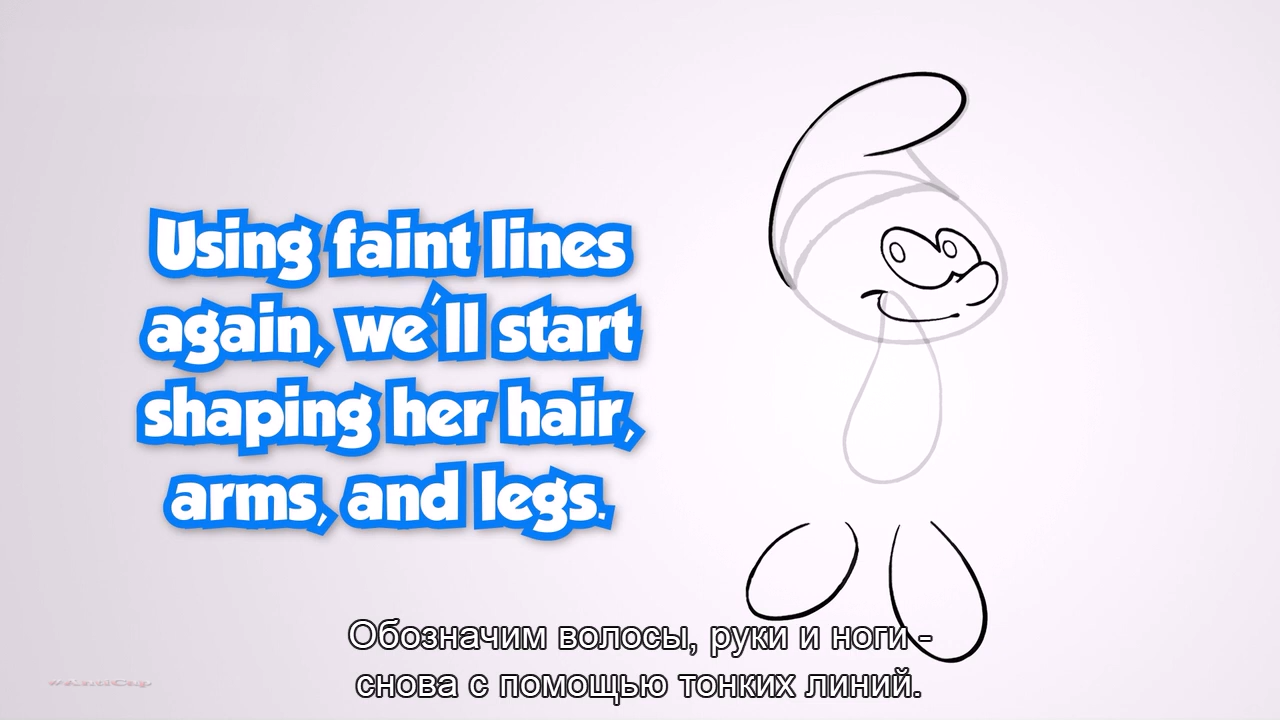 Using faint lines
again, we'll start
shaping her hair,
arms, and legs.
Обозначим волосы, руки и ноги -
снова с помощью тонких линий.